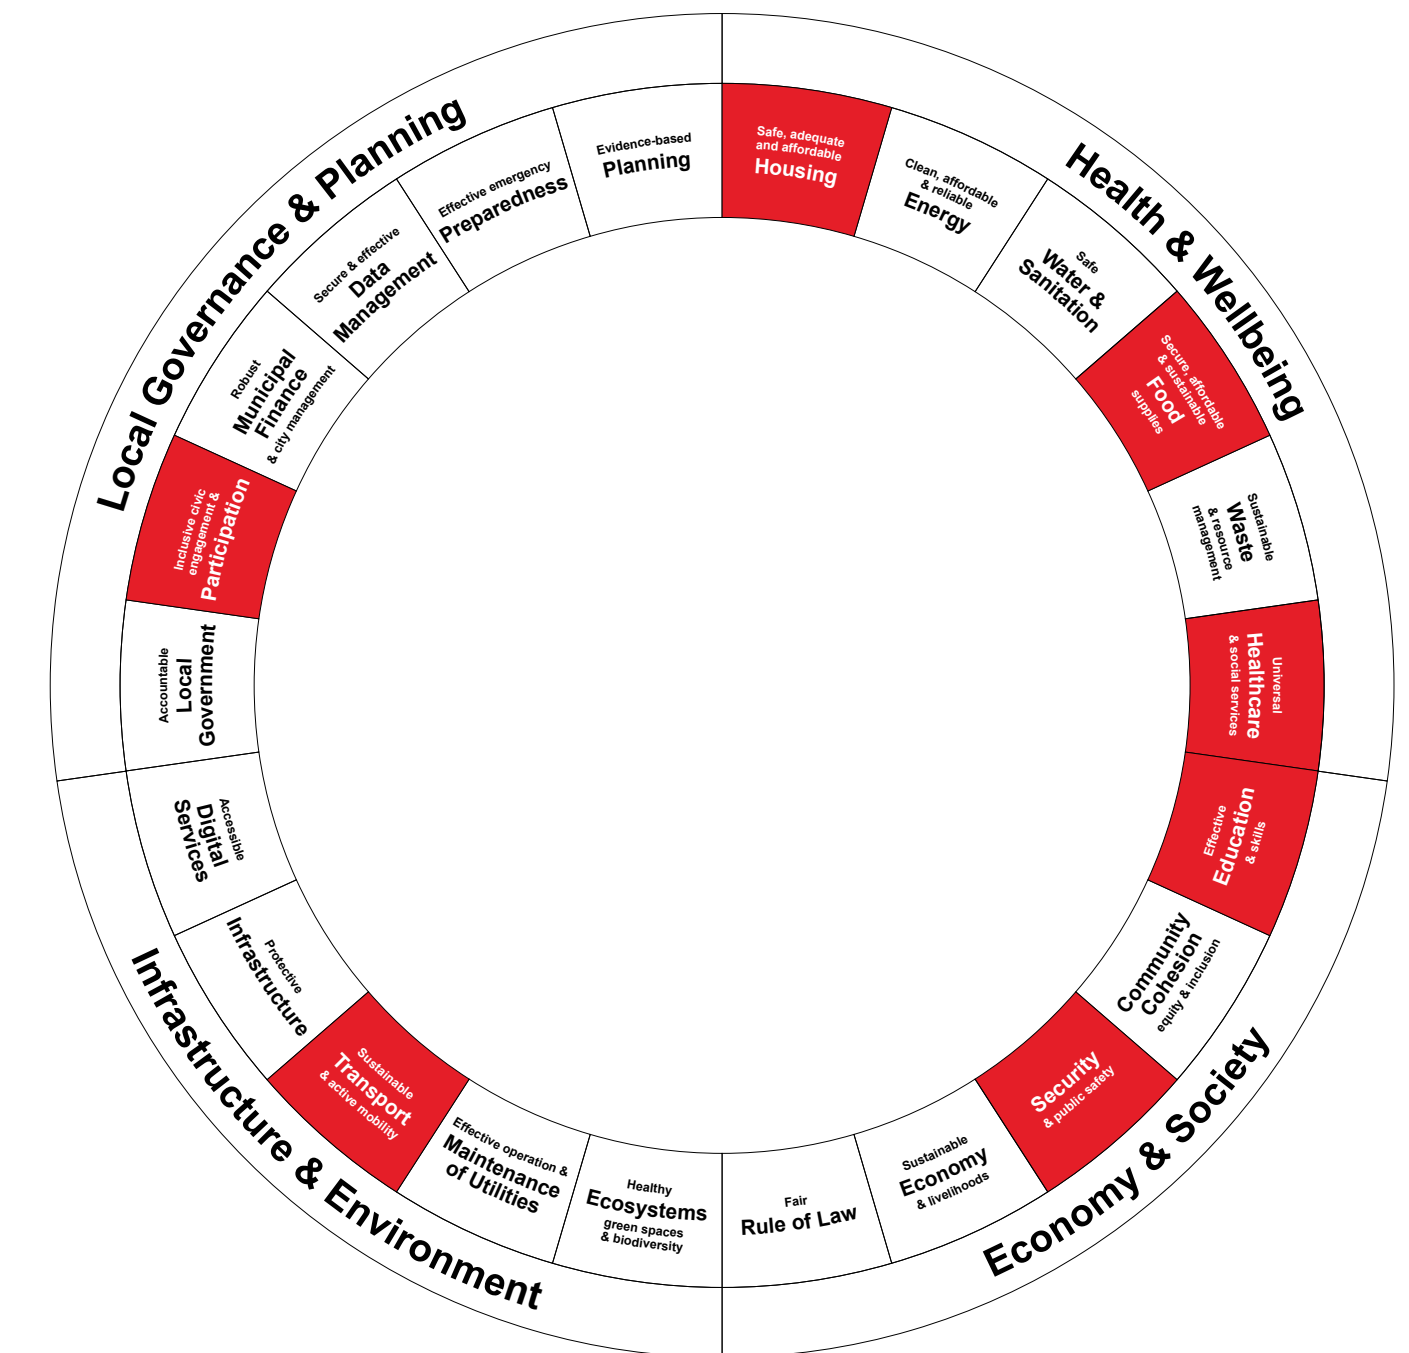 Health & Wellbeing
Safe, adequate
and affordable
Housing
Clean, affordable
& reliable
Energy
Safe
Water &
Sanitation
Secure, affordable
& sustainable
Food
supplies
Sustainable
Waste
& resource
management
Universal
Healthcare
& social services
Economy & Society
Effective
Education
& skills
Community
Cohesion
equity & inclusion
Security
& public safety
Sustainable
Economy
& livelihoods
Fair
Rule of Law
Infrastructure & Environment
Healthy
Ecosystems
green spaces
& biodiversity
Effective operation &
Maintenance
of Utilities
Sustainable
Transport
& active mobility
Protective
Infrastructure
Accessible
Digital
Services
Local Governance & Planning
Accountable
Local
Government
Inclusive civic
engagement &
Participation
Robust
Municipal
Finance
& city management
Secure & effective
Data
Management
Effective emergency
Preparedness
Evidence-based
Planning